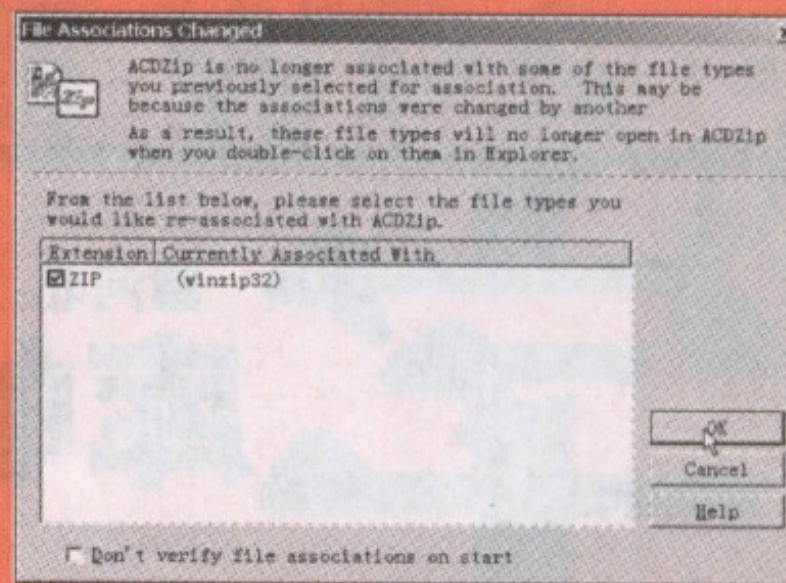 File Associations Changed
ACDZip is no longer associated with some of the file types
you previously selected for association. This may be
because the associations were changed by another
As a result, these file types will no longer open in ACDZip
when you double-click on them in Explorer.
From the list below, please select the file types you
would like re-associated with ACDZip.
Extension Currently Associated With
ZIP (winzip32)
OK
Cancel
Help
Don't verify file associations on start